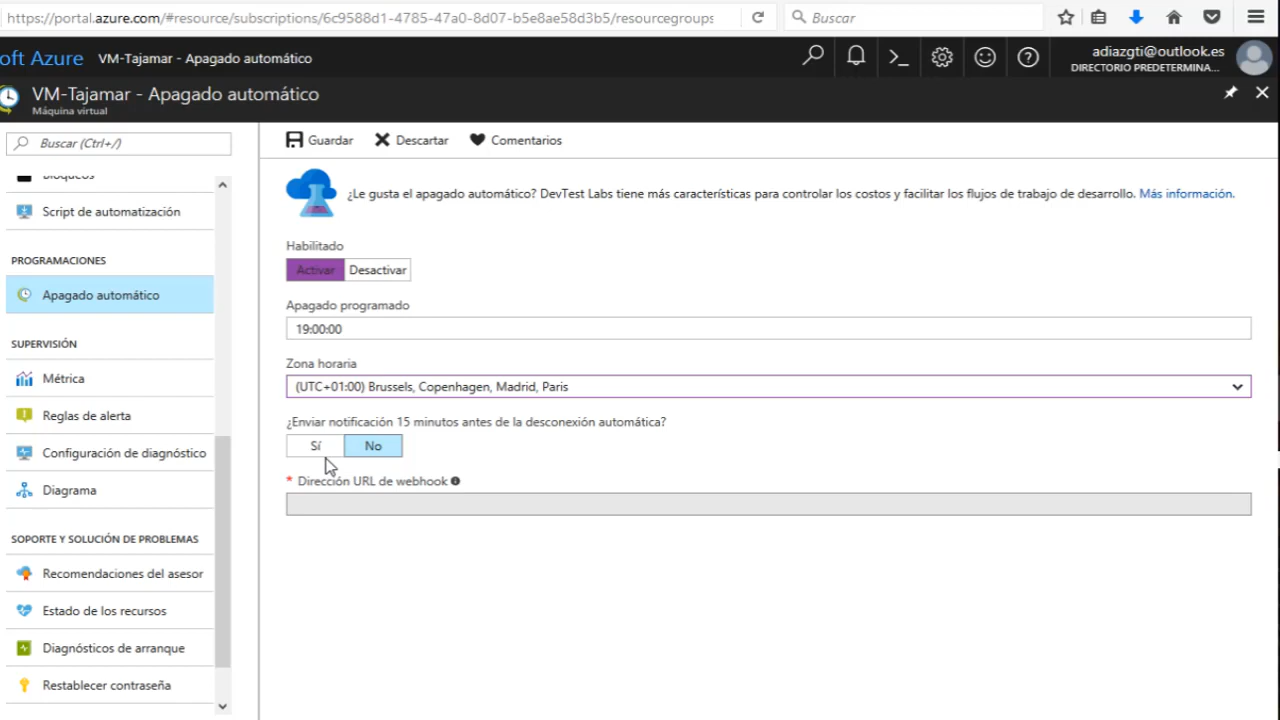 https://portal.azure.com/#resource/subscriptions/6c9588d1-4785-47a0-8d07-b5e8ae58d3b5/resourcegroups
Buscar
oft Azure VM-Tajamar - Apagado automático
adiazgti@outlook.es
DIRECTORIO PREDETERMINA...
VM-Tajamar - Apagado automático
Máquina virtual
Buscar (Ctrl+/)
Guardar Descartar Comentarios
Bloqueos
Script de automatización
PROGRAMACIONES
Apagado automático
SUPERVISIÓN
Métrica
Reglas de alerta
Configuración de diagnóstico
Diagrama
SOPORTE Y SOLUCIÓN DE PROBLEMAS
Recomendaciones del asesor
Estado de los recursos
Diagnósticos de arranque
Restablecer contraseña
¿Le gusta el apagado automático? DevTest Labs tiene más características para controlar los costos y facilitar los flujos de trabajo de desarrollo. Más información.
Habilitado
Activar Desactivar
Apagado programado
19:00:00
Zona horaria
(UTC+01:00) Brussels, Copenhagen, Madrid, Paris
¿Enviar notificación 15 minutos antes de la desconexión automática?
Sí No
* Dirección URL de webhook